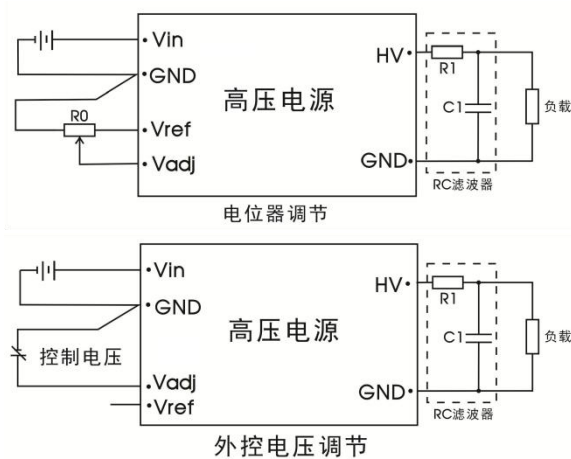 Vin
GND
R0
Vref
Vadj
高压电源
HV
R1
C1
GND
负载
RC滤波器
电位器调节
Vin
GND
控制电压
Vadj
Vref
高压电源
HV
R1
C1
GND
负载
RC滤波器
外控电压调节